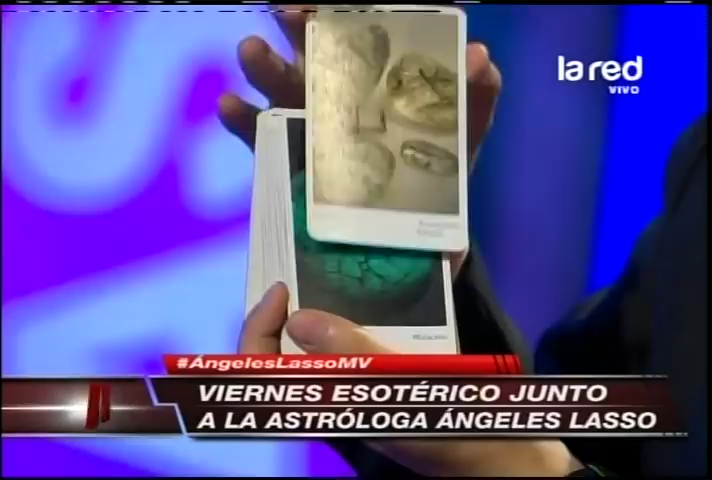 la red
VIVO
#ÁngelesLassoMV
VIERNES ESOTÉRICO JUNTO
A LA ASTRÓLOGA ÁNGELES LASSO